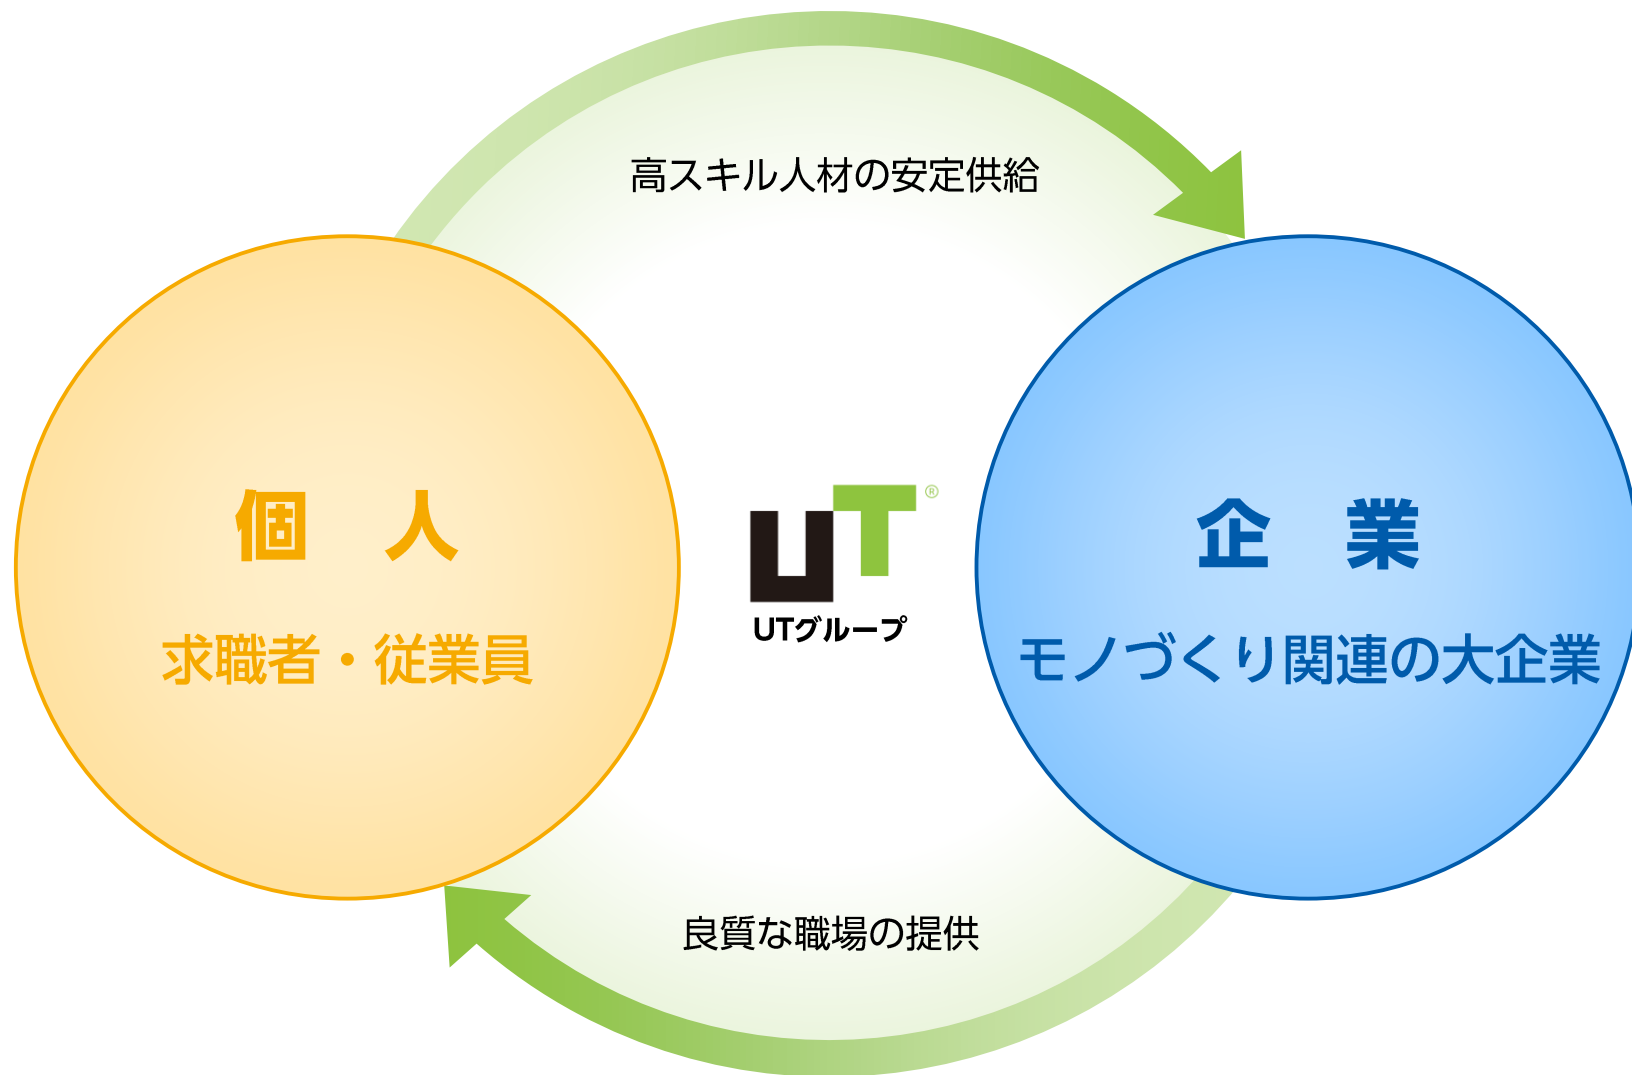 高スキル人材の安定供給
個　人
求職者・従業員
UT®
UTグループ
企　業
モノづくり関連の大企業
良質な職場の提供